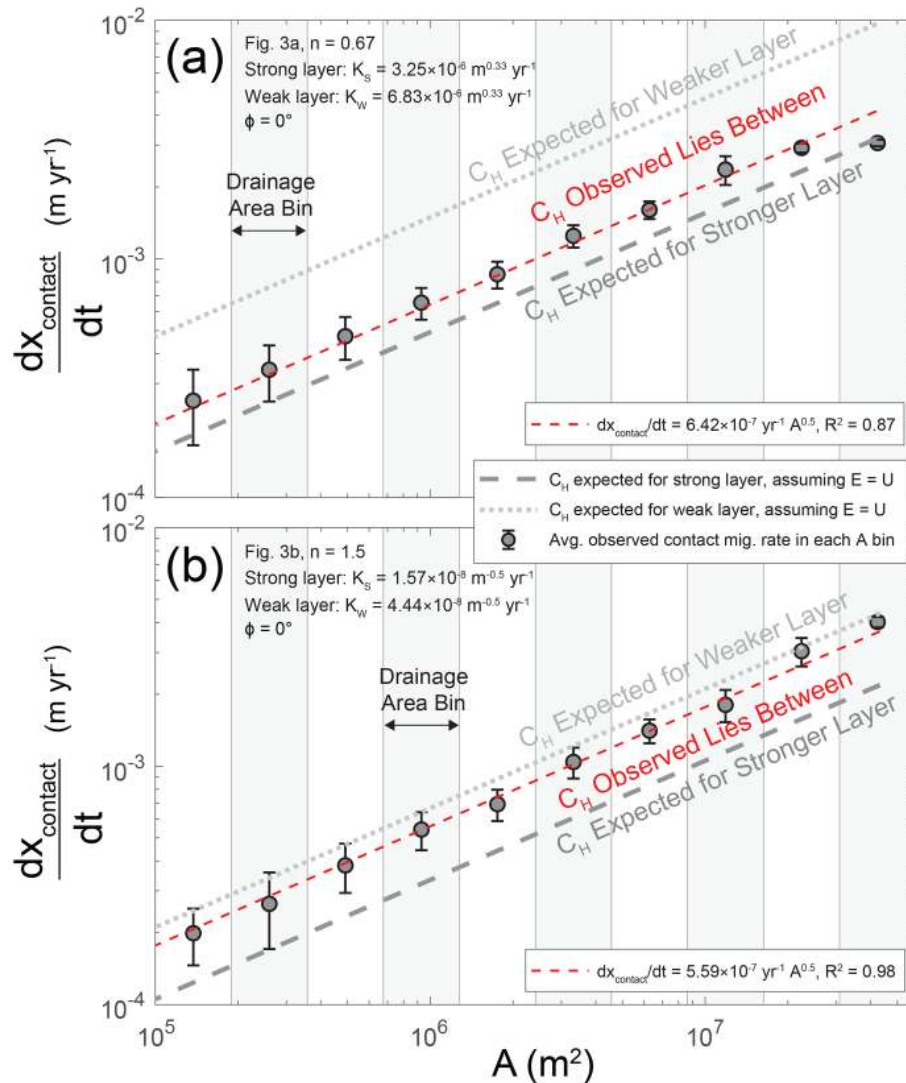 10⁻²
(a)
Fig. 3a, n = 0.67
Strong layer: K_S = 3.25×10⁻⁶ m^0.33 yr⁻¹
Weak layer: K_W = 6.83×10⁻⁶ m^0.33 yr⁻¹
ϕ = 0°
C_H Expected for Weaker Layer
C_H Observed Lies Between
C_H Expected for Stronger Layer
Drainage
Area Bin
10⁻³
dx_contact
dt
(m yr⁻¹)
dx_contact/dt = 6.42×10⁻⁷ yr⁻¹ A^0.5, R² = 0.87
10⁻⁴
C_H expected for strong layer, assuming E = U
C_H expected for weak layer, assuming E = U
Avg. observed contact mig. rate in each A bin
10⁻²
(b)
Fig. 3b, n = 1.5
Strong layer: K_S = 1.57×10⁻⁸ m^-0.5 yr⁻¹
Weak layer: K_W = 4.44×10⁻⁸ m^-0.5 yr⁻¹
ϕ = 0°
Drainage
Area Bin
C_H Expected for Weaker Layer
C_H Observed Lies Between
C_H Expected for Stronger Layer
10⁻³
dx_contact
dt
(m yr⁻¹)
dx_contact/dt = 5.59×10⁻⁷ yr⁻¹ A^0.5, R² = 0.98
10⁻⁴
10⁵
10⁶
10⁷
A (m²)